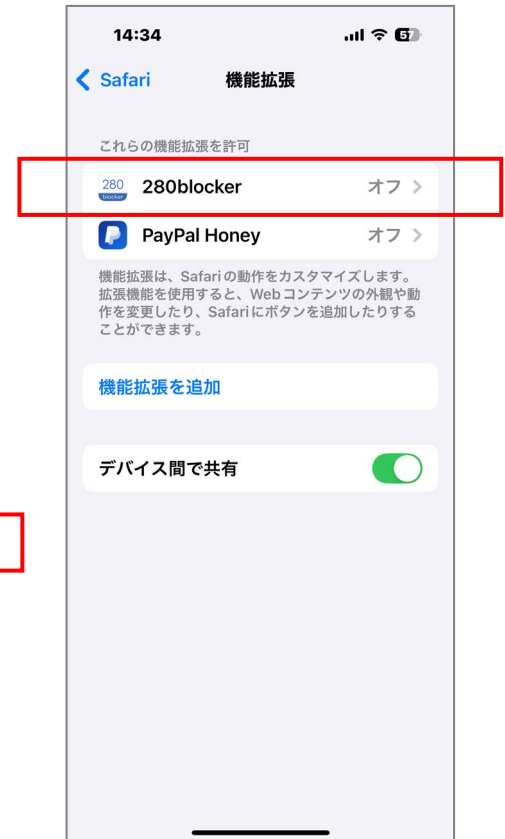 14:34
57
Safari
機能拡張
これらの機能拡張を許可
280
blocker
280blocker
オフ
PayPal Honey
オフ
機能拡張は、Safariの動作をカスタマイズします。
拡張機能を使用すると、Webコンテンツの外観や動
作を変更したり、Safariにボタンを追加したりする
ことができます。
機能拡張を追加
デバイス間で共有